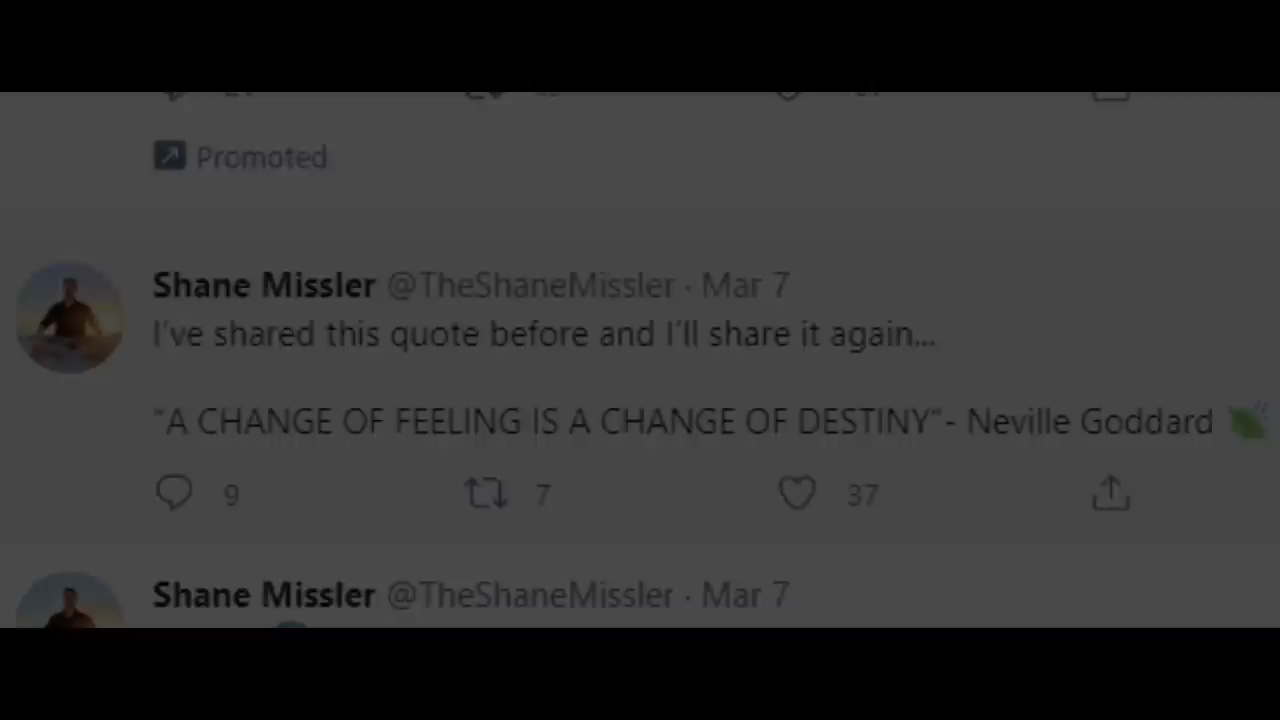 Promoted
Shane Missler @TheShaneMissler · Mar 7
I've shared this quote before and I'll share it again...
"A CHANGE OF FEELING IS A CHANGE OF DESTINY"- Neville Goddard
9 7 37
Shane Missler @TheShaneMissler · Mar 7